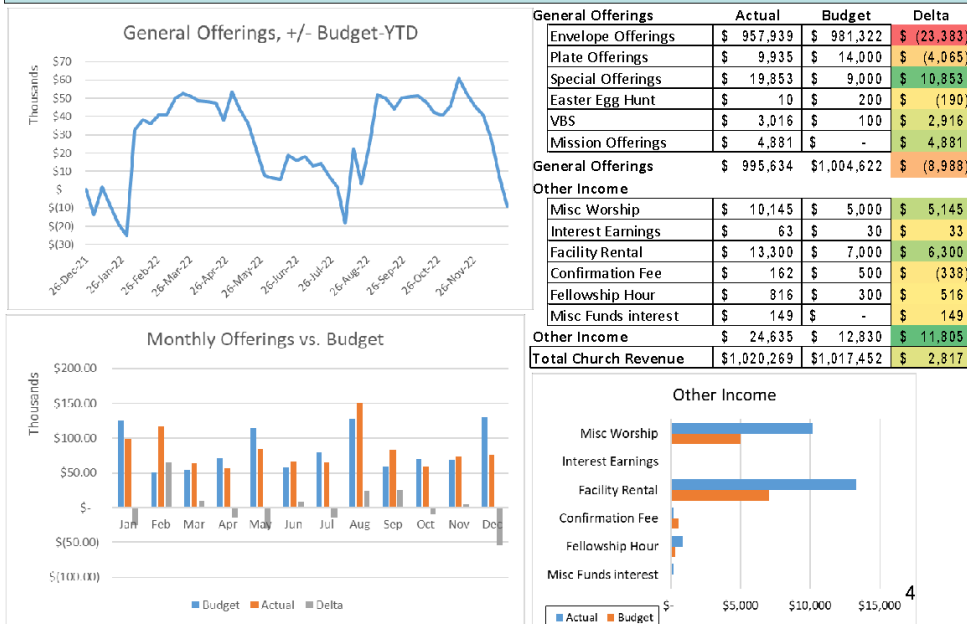 General Offerings, +/- Budget-YTD
Thousands
$70
$60
$50
$40
$30
$20
$10
$
$(10)
$(20)
$(30)
26-Dec-21
26-Jan-22
26-Feb-22
26-Mar-22
26-Apr-22
26-May-22
26-Jun-22
26-Jul-22
26-Aug-22
26-Sep-22
26-Oct-22
26-Nov-22
General Offerings Actual Budget Delta
Envelope Offerings $ 957,939 $ 981,322 $ (23,383)
Plate Offerings $ 9,935 $ 14,000 $ (4,065)
Special Offerings $ 19,853 $ 9,000 $ 10,853
Easter Egg Hunt $ 10 $ 200 $ (190)
VBS $ 3,016 $ 100 $ 2,916
Mission Offerings $ 4,881 $ - $ 4,881
General Offerings $ 995,634 $1,004,622 $ (8,988)
Other Income
Misc Worship $ 10,145 $ 5,000 $ 5,145
Interest Earnings $ 63 $ 30 $ 33
Facility Rental $ 13,300 $ 7,000 $ 6,300
Confirmation Fee $ 162 $ 500 $ (338)
Fellowship Hour $ 816 $ 300 $ 516
Misc Funds interest $ 149 $ - $ 149
Other Income $ 24,635 $ 12,830 $ 11,805
Total Church Revenue $1,020,269 $1,017,452 $ 2,817
Monthly Offerings vs. Budget
Thousands
$200.00
$150.00
$100.00
$50.00
$-
$(50.00)
$(100.00)
Jan Feb Mar Apr May Jun Jul Aug Sep Oct Nov Dec
Budget Actual Delta
Other Income
Misc Worship
Interest Earnings
Facility Rental
Confirmation Fee
Fellowship Hour
Misc Funds interest
$- $5,000 $10,000 $15,000
Actual Budget
4